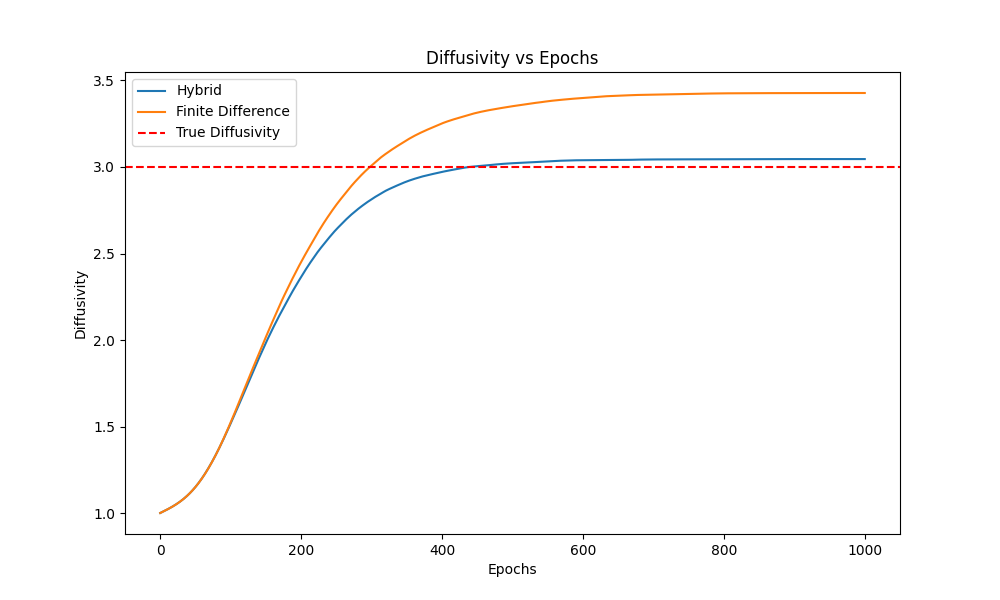 Diffusivity vs Epochs
Hybrid
Finite Difference
True Diffusivity
Diffusivity
3.5
3.0
2.5
2.0
1.5
1.0
0
200
400
600
800
1000
Epochs